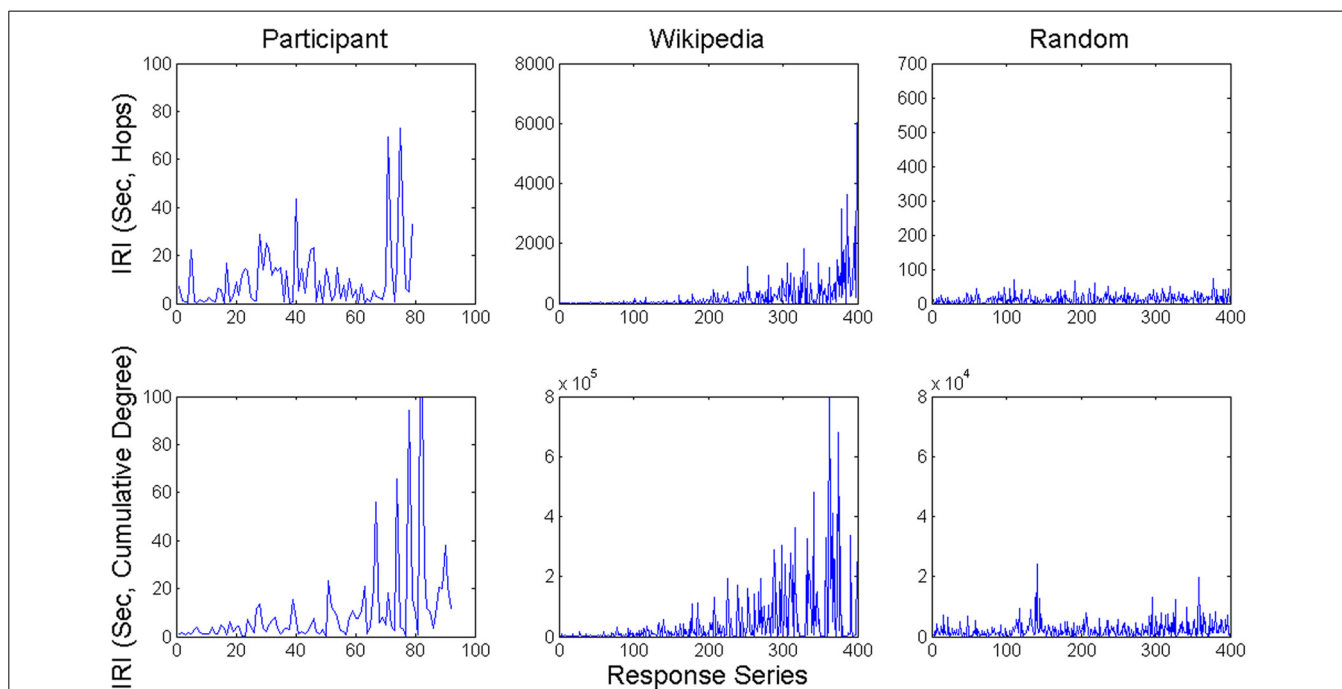 Participant
Wikipedia
Random
IRI (Sec, Hops)
100
80
60
40
20
0
0 20 40 60 80 100
8000
6000
4000
2000
0
0 100 200 300 400
700
600
500
400
300
200
100
0
0 100 200 300 400
IRI (Sec, Cumulative Degree)
100
80
60
40
20
0
0 20 40 60 80 100
x 10^5
8
6
4
2
0
0 100 200 300 400
x 10^4
8
6
4
2
0
0 100 200 300 400
Response Series